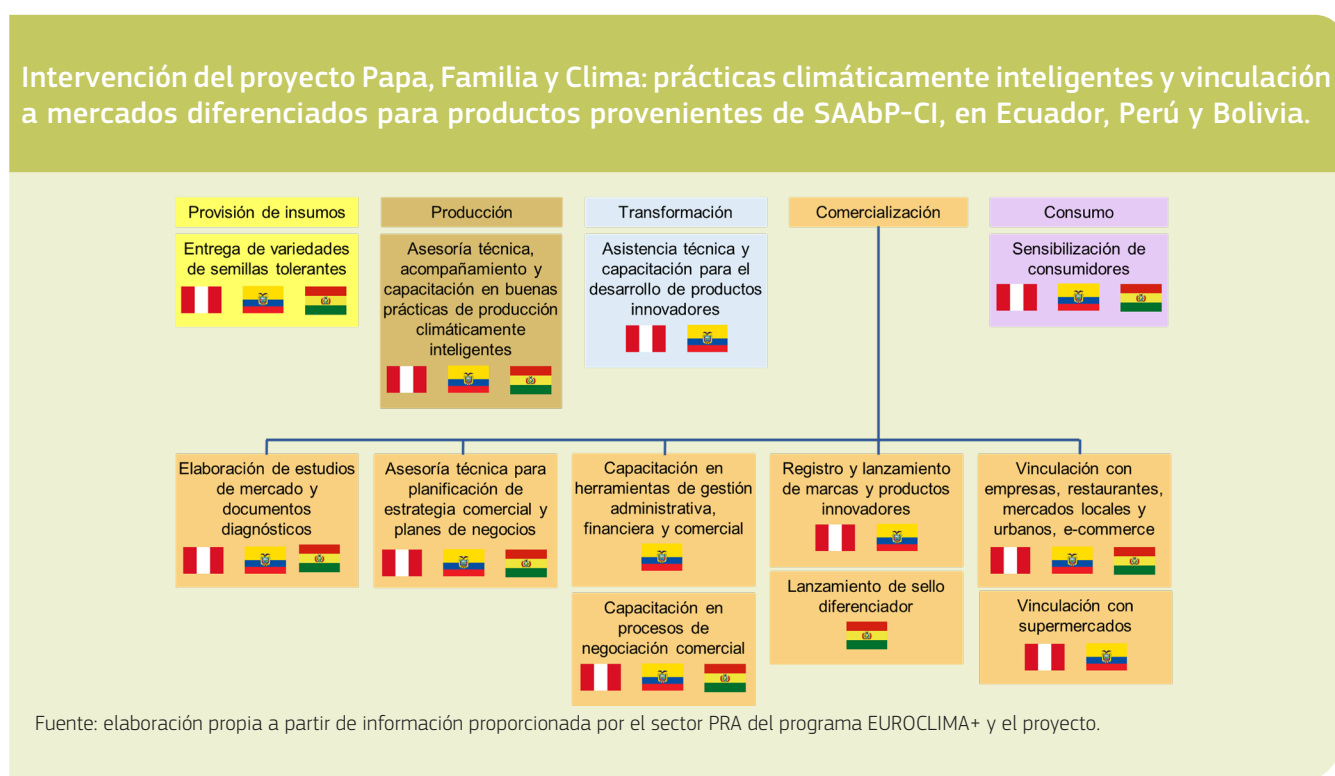 Intervención del proyecto Papa, Familia y Clima: prácticas climáticamente inteligentes y vinculación
a mercados diferenciados para productos provenientes de SAAbP-CI, en Ecuador, Perú y Bolivia.
Provisión de insumos
Entrega de variedades
de semillas tolerantes
Producción
Asesoría técnica,
acompañamiento y
capacitación en buenas
prácticas de producción
climáticamente
inteligentes
Transformación
Asistencia técnica y
capacitación para el
desarrollo de productos
innovadores
Comercialización
Consumo
Sensibilización de
consumidores
Elaboración de estudios
de mercado y
documentos
diagnósticos
Asesoría técnica para
planificación de
estrategia comercial y
planes de negocios
Capacitación en
herramientas de gestión
administrativa,
financiera y comercial
Capacitación en
procesos de
negociación comercial
Registro y lanzamiento
de marcas y productos
innovadores
Lanzamiento de sello
diferenciador
Vinculación con
empresas, restaurantes,
mercados locales y
urbanos, e-commerce
Vinculación con
supermercados
Fuente: elaboración propia a partir de información proporcionada por el sector PRA del programa EUROCLIMA+ y el proyecto.